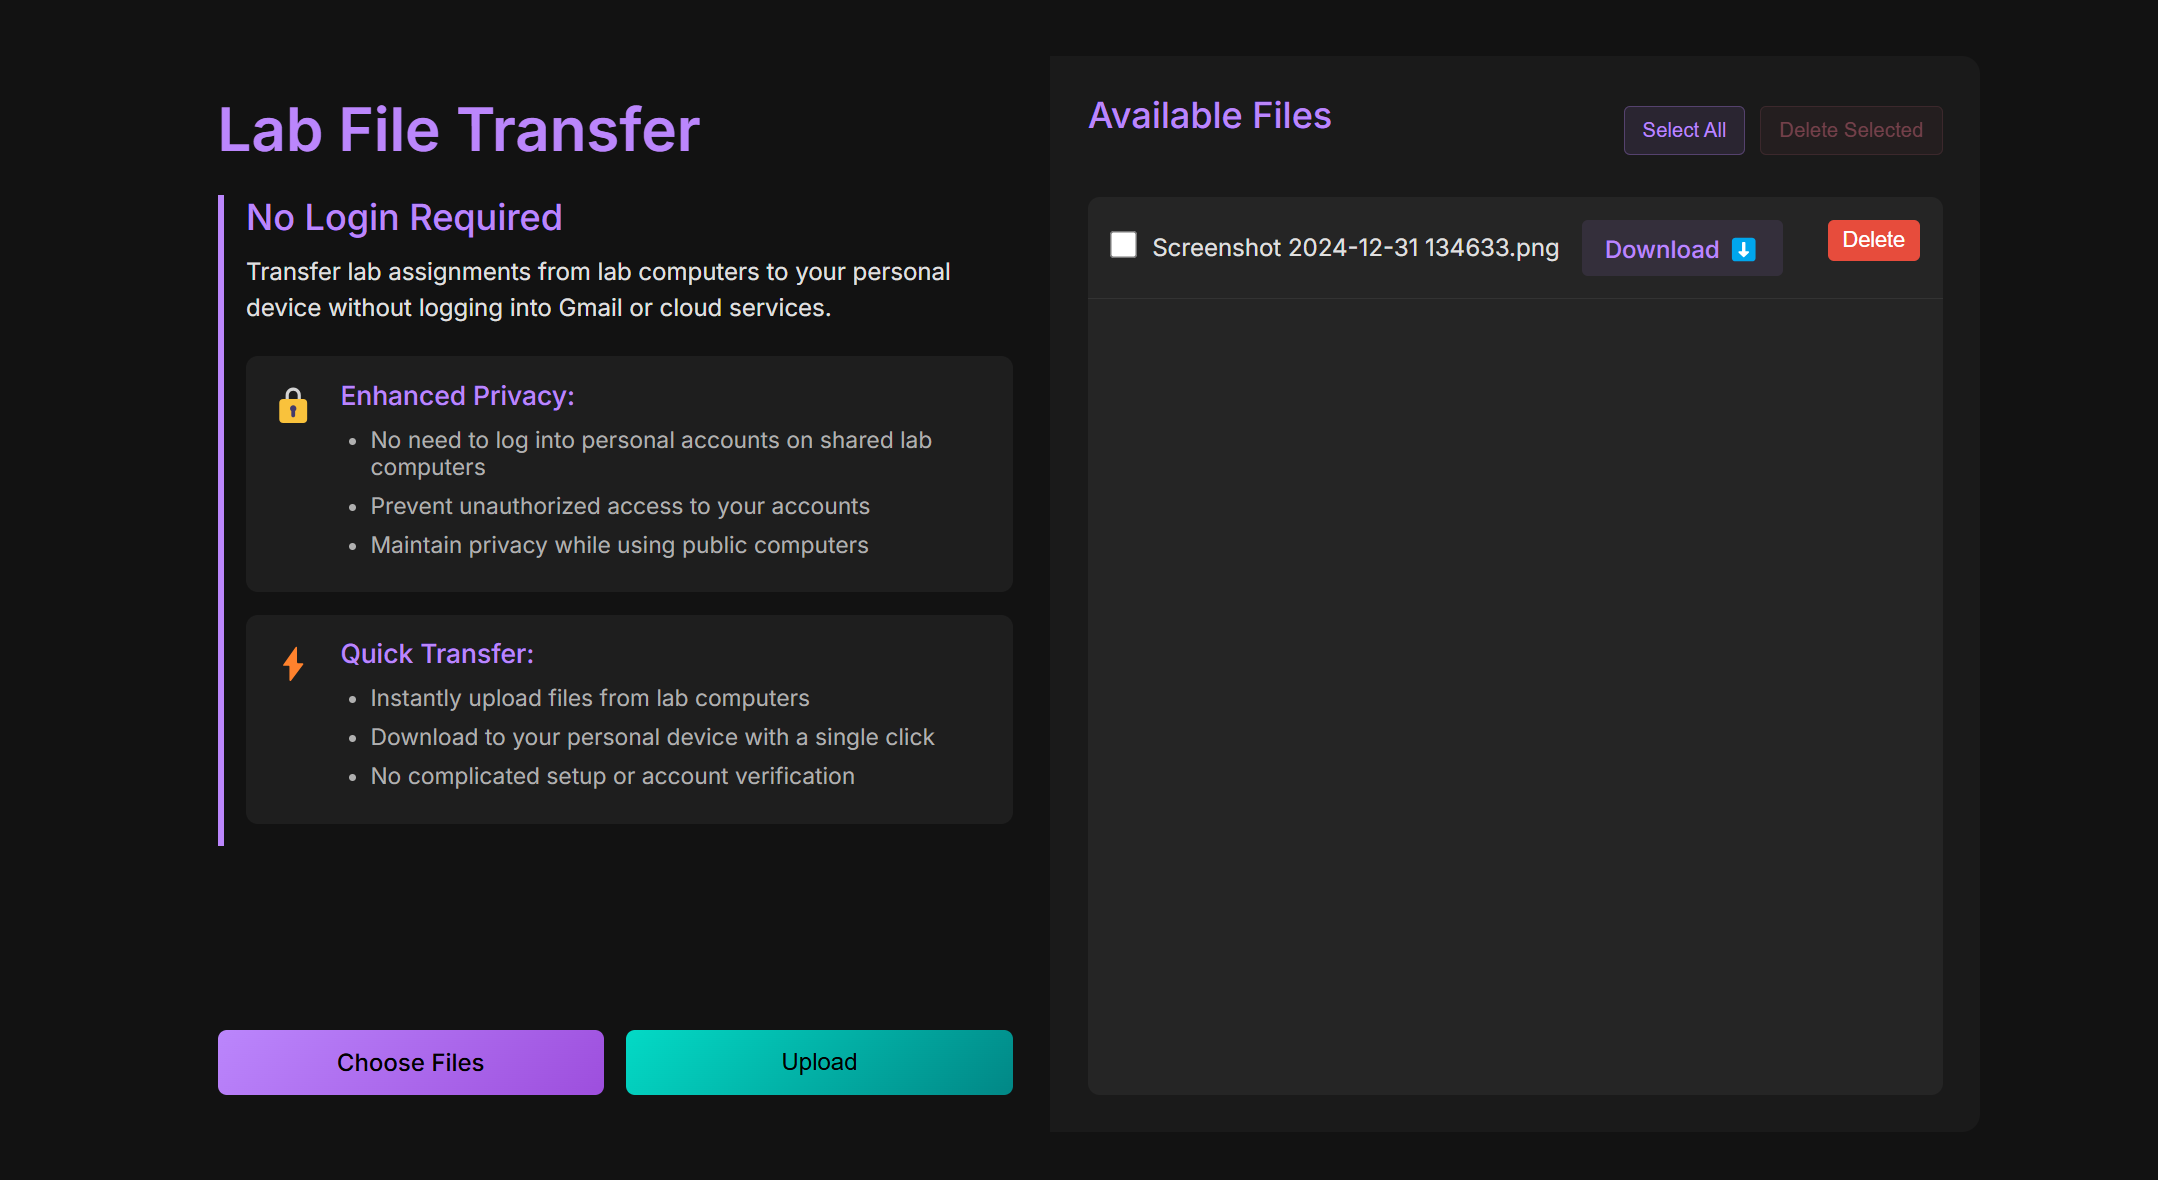 Lab File Transfer
No Login Required
Transfer lab assignments from lab computers to your personal
device without logging into Gmail or cloud services.
Enhanced Privacy:
• No need to log into personal accounts on shared lab
computers
• Prevent unauthorized access to your accounts
• Maintain privacy while using public computers
Quick Transfer:
• Instantly upload files from lab computers
• Download to your personal device with a single click
• No complicated setup or account verification
Choose Files
Upload
Available Files
Select All
Delete Selected
Screenshot 2024-12-31 134633.png
Download
Delete